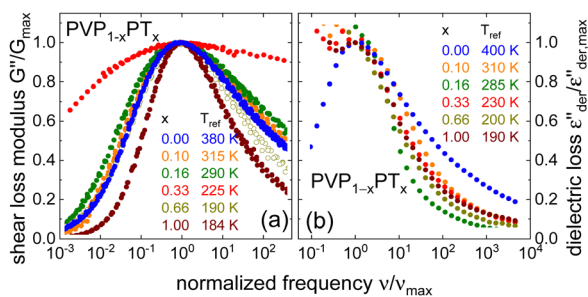 shear loss modulus G''/G''max
1.0
0.8
0.6
0.4
0.2
0.0
PVP1-xPTx
x Tref
0.00 380 K
0.10 315 K
0.16 290 K
0.33 225 K
0.66 190 K
1.00 184 K
(a)
10-3 10-2 10-1 100 101 102
x Tref
0.00 400 K
0.10 310 K
0.16 285 K
0.33 230 K
0.66 200 K
1.00 190 K
PVP1-xPTx
(b)
10-1 100 101 102 103 104
1.0
0.8
0.6
0.4
0.2
0.0
dielectric loss ε''der/ε''der,max
normalized frequency ν/νmax